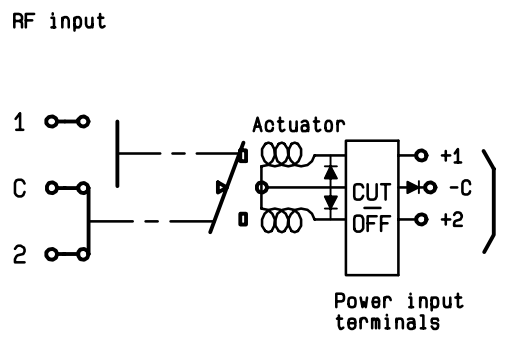 RF input
1
Actuator
+1
C
CUT
-C
OFF
+2
2
Power input
terminals